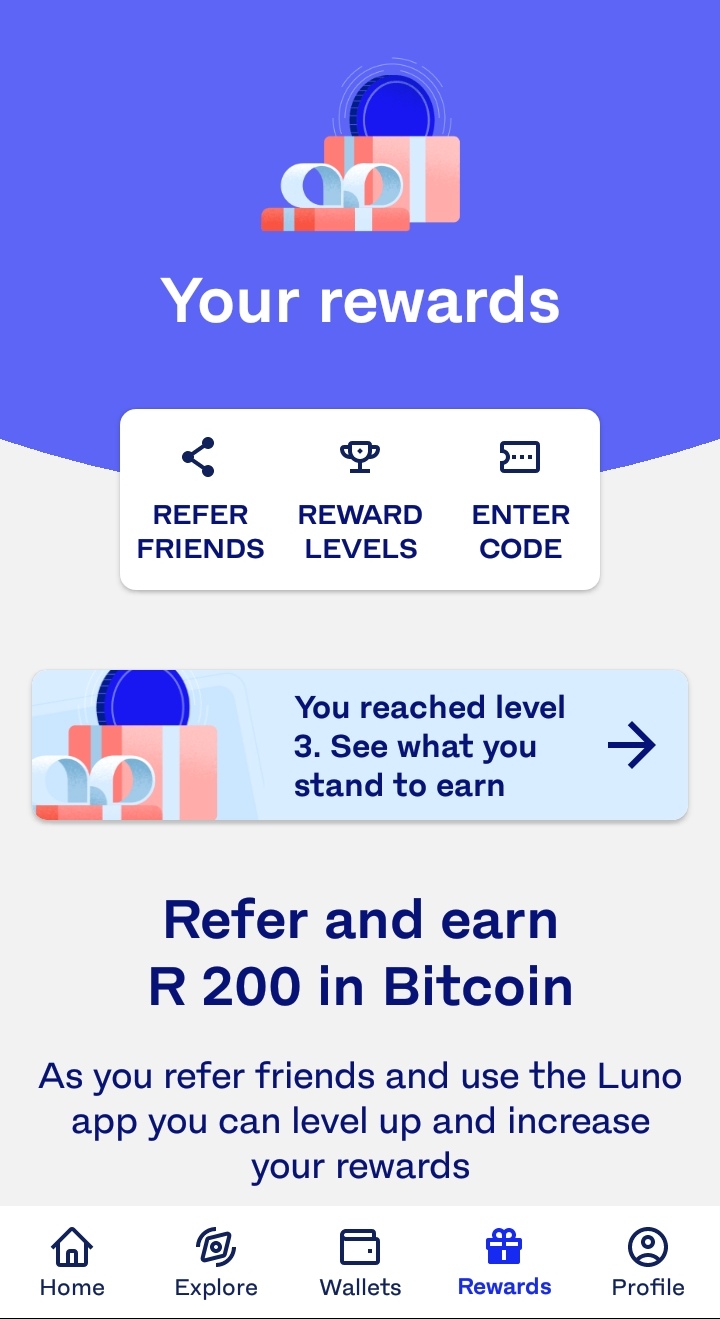 Your rewards
REFER
FRIENDS
REWARD
LEVELS
ENTER
CODE
You reached level
3. See what you
stand to earn
Refer and earn
R 200 in Bitcoin
As you refer friends and use the Luno
app you can level up and increase
your rewards
Home
Explore
Wallets
Rewards
Profile